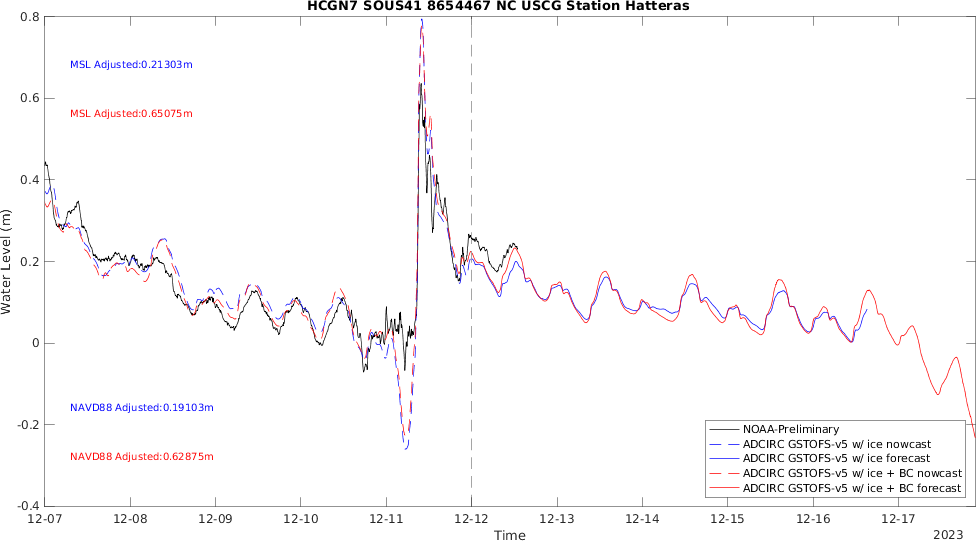 HCGN7 SOUS41 8654467 NC USCG Station Hatteras
0.8
0.6
0.4
0.2
0
-0.2
-0.4
Water Level (m)
MSL Adjusted:0.21303m
MSL Adjusted:0.65075m
NAVD88 Adjusted:0.19103m
NAVD88 Adjusted:0.62875m
NOAA-Preliminary
ADCIRC GSTOFS-v5 w/ ice nowcast
ADCIRC GSTOFS-v5 w/ ice forecast
ADCIRC GSTOFS-v5 w/ ice + BC nowcast
ADCIRC GSTOFS-v5 w/ ice + BC forecast
12-07 12-08 12-09 12-10 12-11 12-12 12-13 12-14 12-15 12-16 12-17
Time
2023